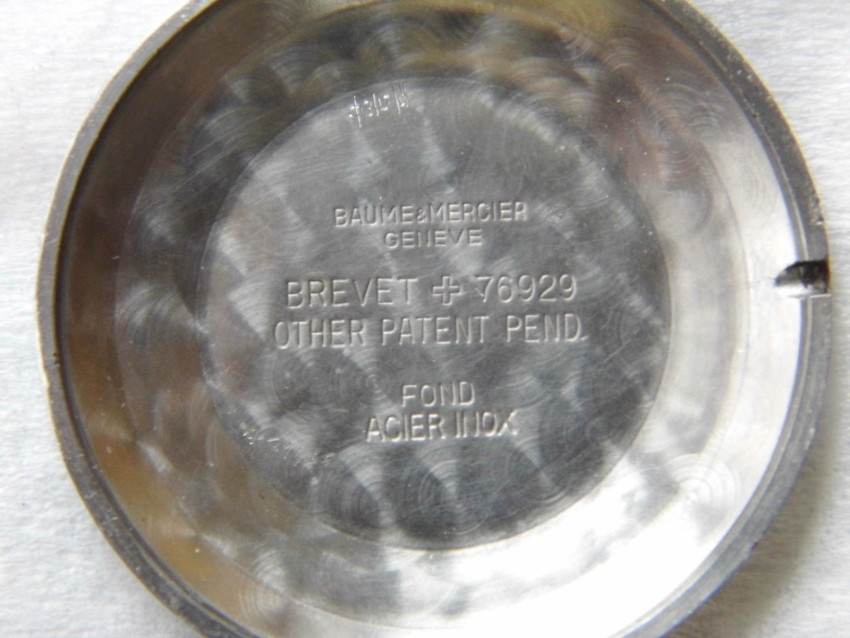 BAUME & MERCIER
GENEVE
BREVET ✚ 76929
OTHER PATENT PEND.
FOND
ACIER INOX